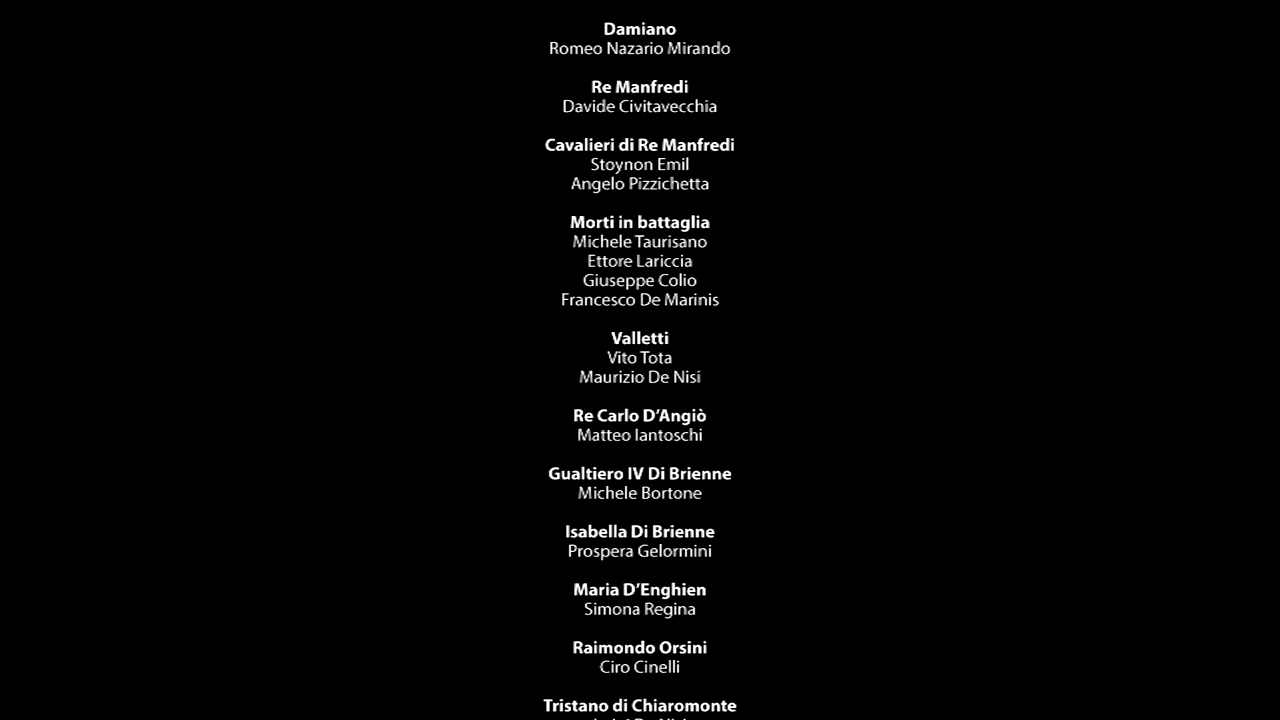 Damiano
Romeo Nazario Mirando
Re Manfredi
Davide Civitavecchia
Cavalieri di Re Manfredi
Stoynon Emil
Angelo Pizzichetta
Morti in battaglia
Michele Taurisano
Ettore Lariccia
Giuseppe Colio
Francesco De Marinis
Valletti
Vito Tota
Maurizio De Nisi
Re Carlo D’Angiò
Matteo Iantoschi
Gualtiero IV Di Brienne
Michele Bortone
Isabella Di Brienne
Prospera Gelormini
Maria D’Enghien
Simona Regina
Raimondo Orsini
Ciro Cinelli
Tristano di Chiaromonte